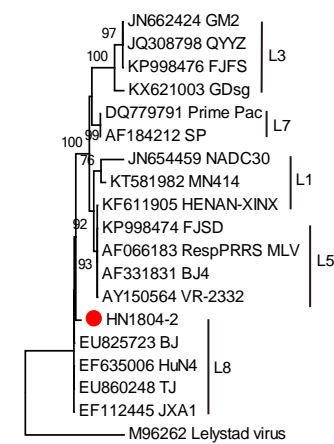 JN662424 GM2
97
JQ308798 QYYZ
L3
100
KP998476 FJFS
KX621003 GDsg
DQ779791 Prime Pac
L7
99
AF184212 SP
100
76
JN654459 NADC30
KT581982 MN414
L1
KF611905 HENAN-XINX
92
KP998474 FJSD
AF066183 RespPRRS MLV
L5
93
AF331831 BJ4
AY150564 VR-2332
HN1804-2
EU825723 BJ
EF635006 HuN4
L8
EU860248 TJ
EF112445 JXA1
M96262 Lelystad virus